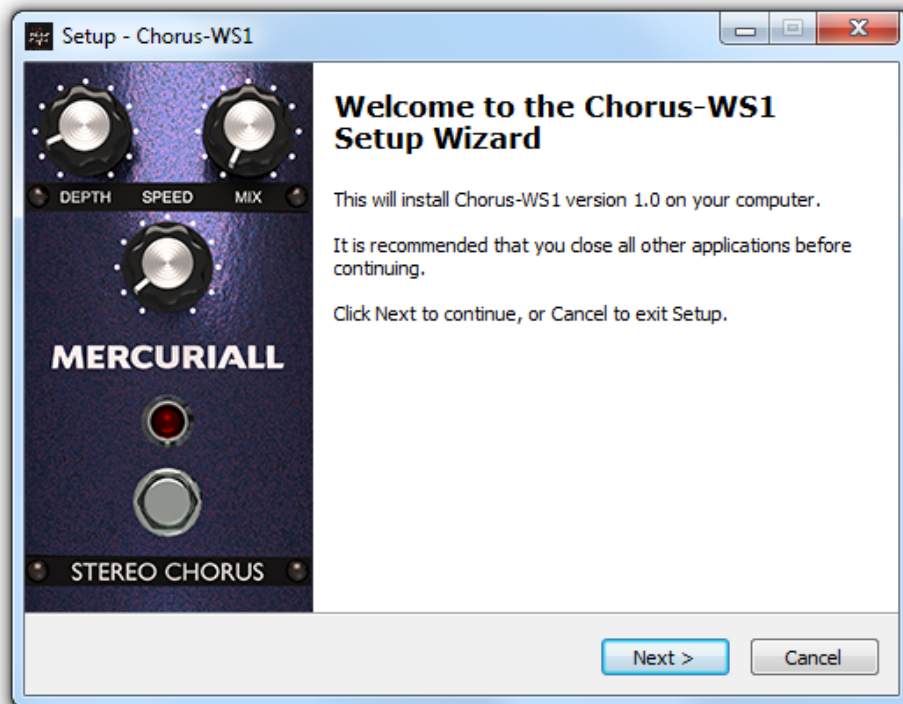 Setup - Chorus-WS1
DEPTH SPEED MIX
MERCURIALL
STEREO CHORUS
Welcome to the Chorus-WS1
Setup Wizard
This will install Chorus-WS1 version 1.0 on your computer.
It is recommended that you close all other applications before
continuing.
Click Next to continue, or Cancel to exit Setup.
Next >
Cancel